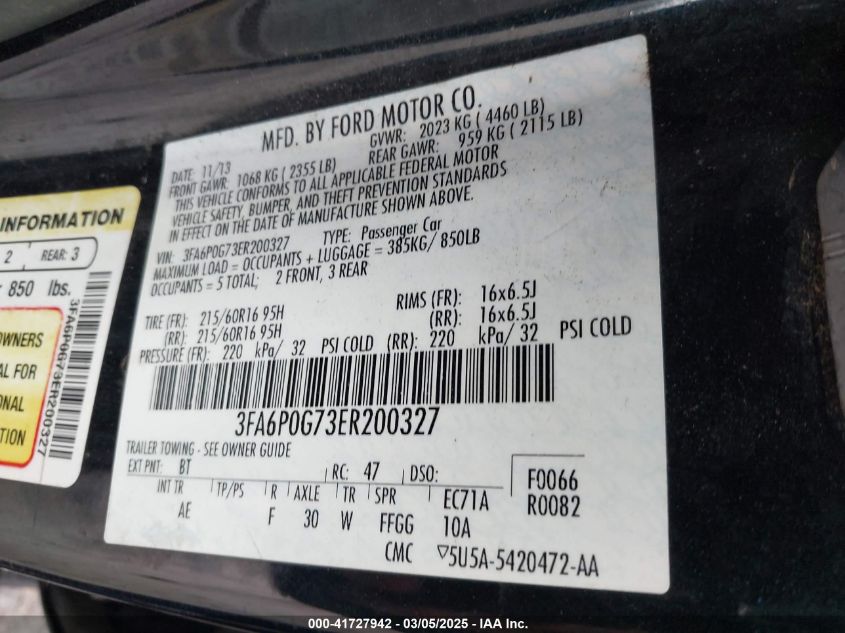 MFD. BY FORD MOTOR CO.
DATE: 11/13 GVWR: 2023 KG ( 4460 LB)
FRONT GAWR: 1068 KG ( 2355 LB) REAR GAWR: 959 KG ( 2115 LB)
THIS VEHICLE CONFORMS TO ALL APPLICABLE FEDERAL MOTOR
VEHICLE SAFETY, BUMPER, AND THEFT PREVENTION STANDARDS
IN EFFECT ON THE DATE OF MANUFACTURE SHOWN ABOVE.
VIN: 3FA6P0G73ER200327 TYPE: Passenger Car
MAXIMUM LOAD = OCCUPANTS + LUGGAGE = 385KG/ 850LB
OCCUPANTS = 5 TOTAL; 2 FRONT, 3 REAR
TIRE (FR): 215/60R16 95H RIMS (FR): 16x6.5J
(RR): 215/60R16 95H (RR): 16x6.5J
PRESSURE (FR): 220 kPa/ 32 PSI COLD (RR): 220 kPa/ 32 PSI COLD
3FA6P0G73ER200327
TRAILER TOWING - SEE OWNER GUIDE
EXT PNT: BT RC: 47 DSO: F0066
INT TR TP/PS R AXLE TR SPR EC71A R0082
AE F 30 W FFGG 10A
CMC 5U5A-5420472-AA
INFORMATION
2 REAR: 3
850 lbs.
OWNERS
AL FOR
ONAL
TION
3FA6P0G73ER200327
000-41727942 - 03/05/2025 - IAA Inc.